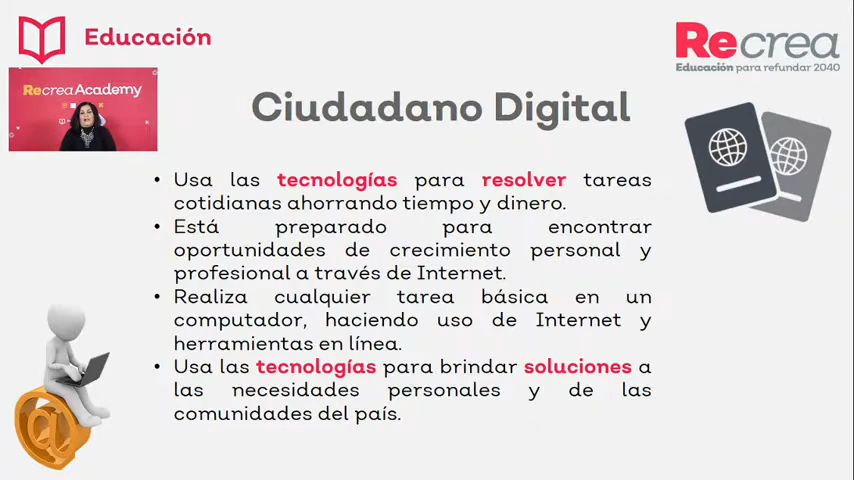 Educación
Recrea
Educación para refundar 2040
Recrea Academy
Ciudadano Digital
• Usa las tecnologías para resolver tareas
cotidianas ahorrando tiempo y dinero.
• Está preparado para encontrar
oportunidades de crecimiento personal y
profesional a través de Internet.
• Realiza cualquier tarea básica en un
computador, haciendo uso de Internet y
herramientas en línea.
• Usa las tecnologías para brindar soluciones a
las necesidades personales y de las
comunidades del país.
@